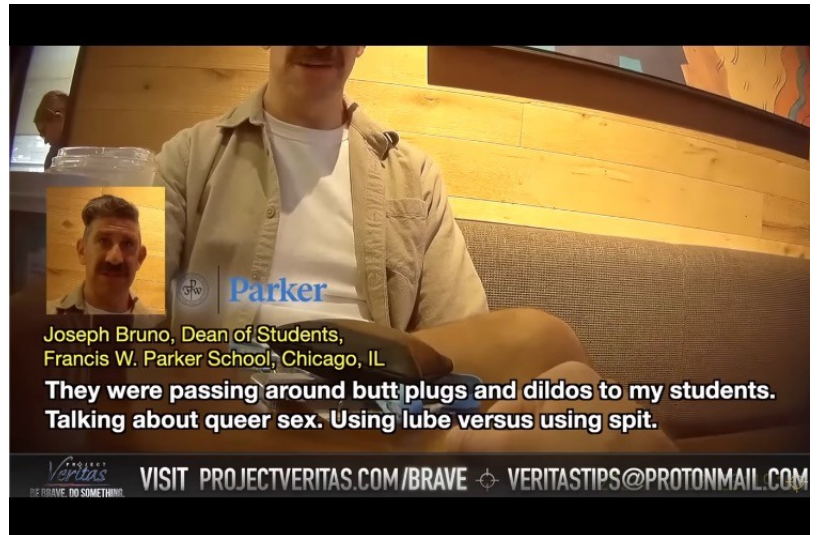 Parker
Joseph Bruno, Dean of Students,
Francis W. Parker School, Chicago, IL
They were passing around butt plugs and dildos to my students.
Talking about queer sex. Using lube versus using spit.
PROJECT
Veritas
BE BRAVE. DO SOMETHING.
VISIT PROJECTVERITAS.COM/BRAVE VERITASTIPS@PROTONMAIL.COM